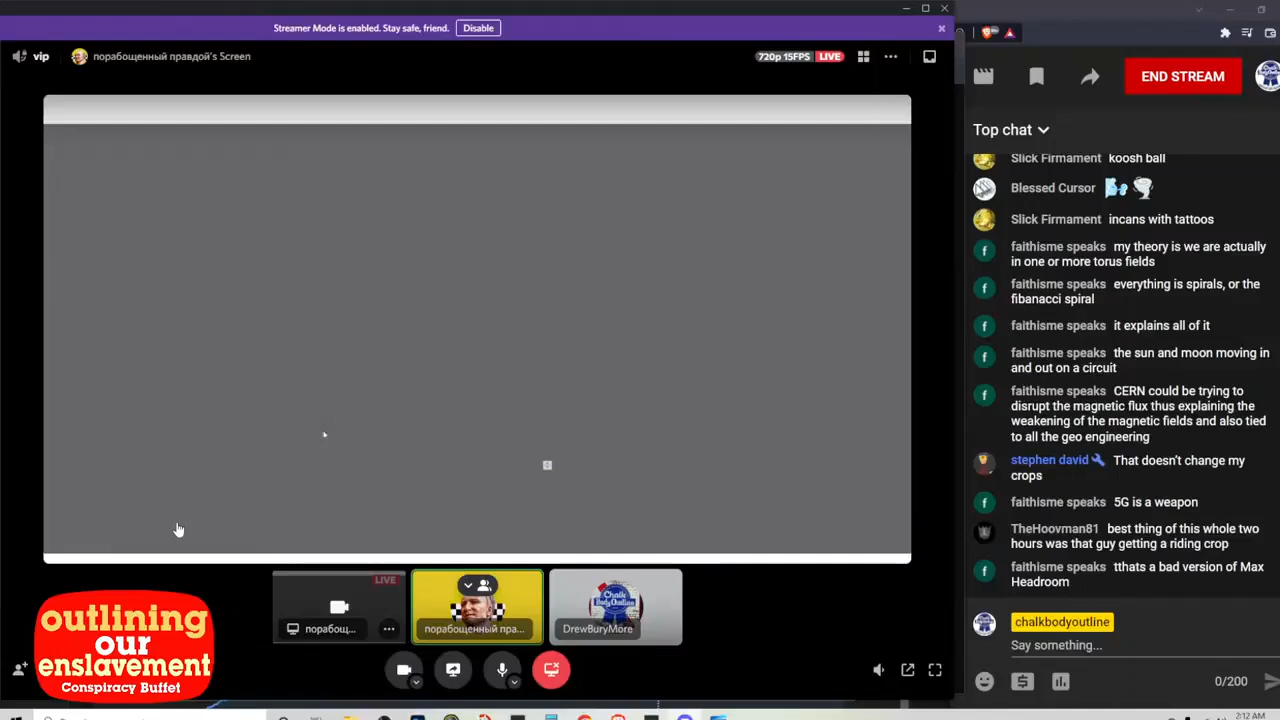 Streamer Mode is enabled. Stay safe, friend.
Disable
vip
порабощенный правдой's Screen
720p 15FPS
LIVE
END STREAM
Top chat
Slick Firmament koosh ball
Blessed Cursor
Slick Firmament incans with tattoos
faithisme speaks my theory is we are actually
in one or more torus fields
faithisme speaks everything is spirals, or the
fibanacci spiral
faithisme speaks it explains all of it
faithisme speaks the sun and moon moving in
and out on a circuit
faithisme speaks CERN could be trying to
disrupt the magnetic flux thus explaining the
weakening of the magnetic fields and also tied
to all the geo engineering
stephen david That doesn't change my
crops
faithisme speaks 5G is a weapon
TheHoovman81 best thing of this whole two
hours was that guy getting a riding crop
faithisme speaks tthats a bad version of Max
Headroom
chalkbodyoutline
Say something...
0/200
LIVE
порабощ...
порабощенный пра...
Chalk
Body Outline
DrewBuryMore
outlining
our
enslavement
Conspiracy Buffet
2:12 AM